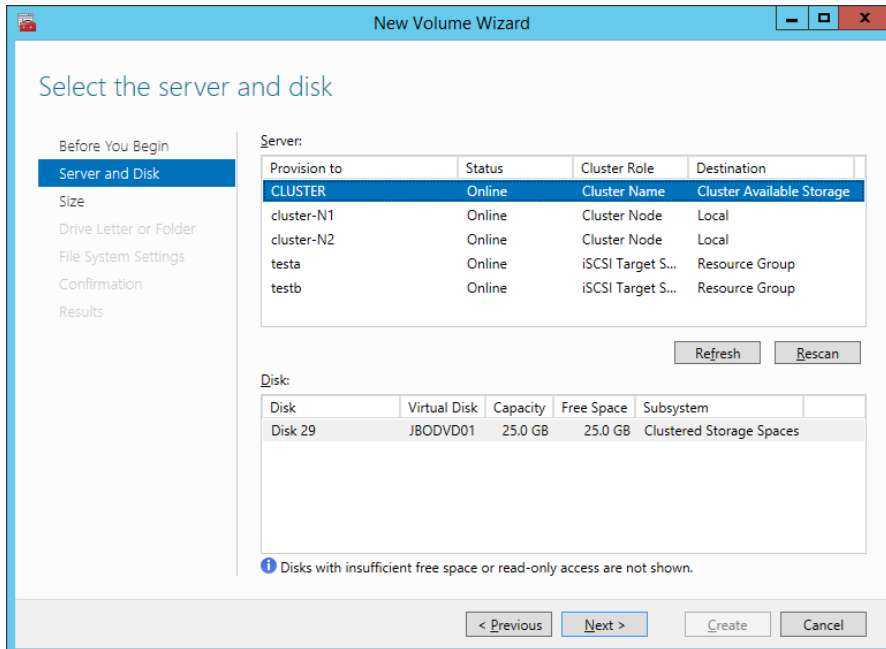 New Volume Wizard
Select the server and disk
Before You Begin
Server and Disk
Size
Drive Letter or Folder
File System Settings
Confirmation
Results
Server:
Provision to Status Cluster Role Destination
CLUSTER Online Cluster Name Cluster Available Storage
cluster-N1 Online Cluster Node Local
cluster-N2 Online Cluster Node Local
testa Online iSCSI Target S... Resource Group
testb Online iSCSI Target S... Resource Group
Refresh Rescan
Disk:
Disk Virtual Disk Capacity Free Space Subsystem
Disk 29 JBODVD01 25.0 GB 25.0 GB Clustered Storage Spaces
Disks with insufficient free space or read-only access are not shown.
< Previous Next > Create Cancel